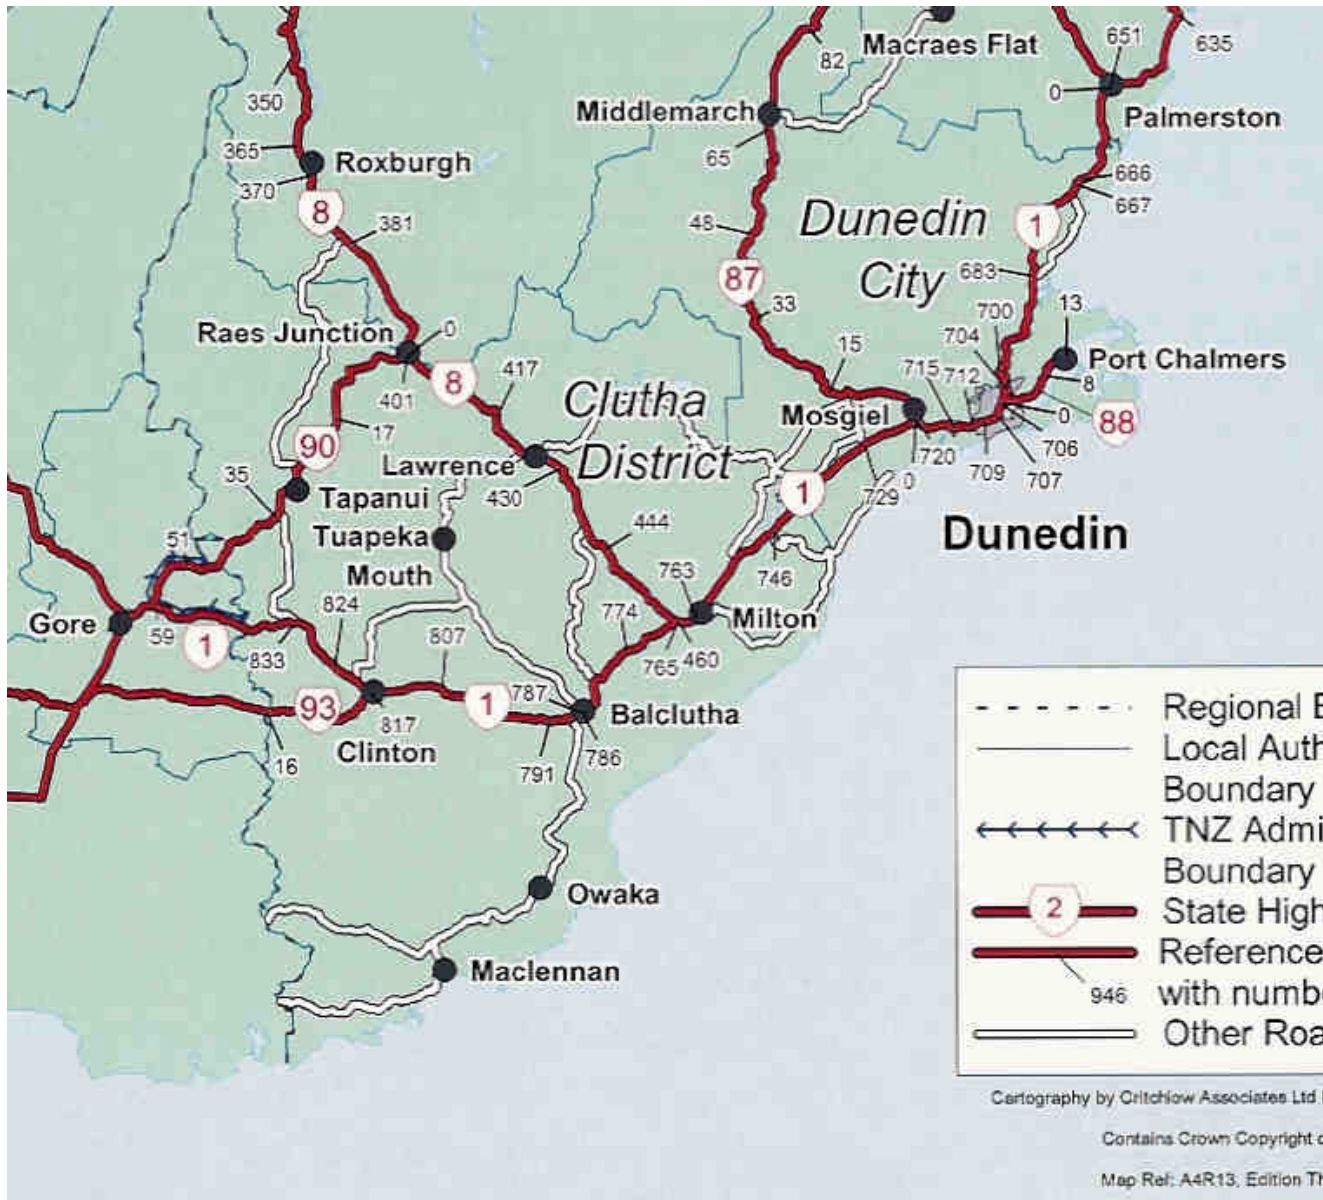 Macraes Flat
651
635
82
350
0
Middlemarch
Palmerston
65
365
Roxburgh
370
666
667
8
381
48
Dunedin
City
1
683
87
33
700
13
Raes Junction
0
704
15
715
712
Port Chalmers
8
417
8
401
Clutha
District
Mosgiel
0
88
17
90
Lawrence
430
720
0
709
706
707
35
Tapanui
1
729
Tuapeka
Mouth
444
Dunedin
51
763
746
824
774
Milton
Gore
59
1
833
807
765
460
93
817
1
787
Balclutha
Clinton
16
791
786
Owaka
Maclennan
Regional B
Local Auth
Boundary
TNZ Admi
Boundary
2
State High
Reference
946
with numbe
Other Roa
Cartography by Critchlow Associates Ltd
Contains Crown Copyright
Map Ref: A4R13, Edition Th